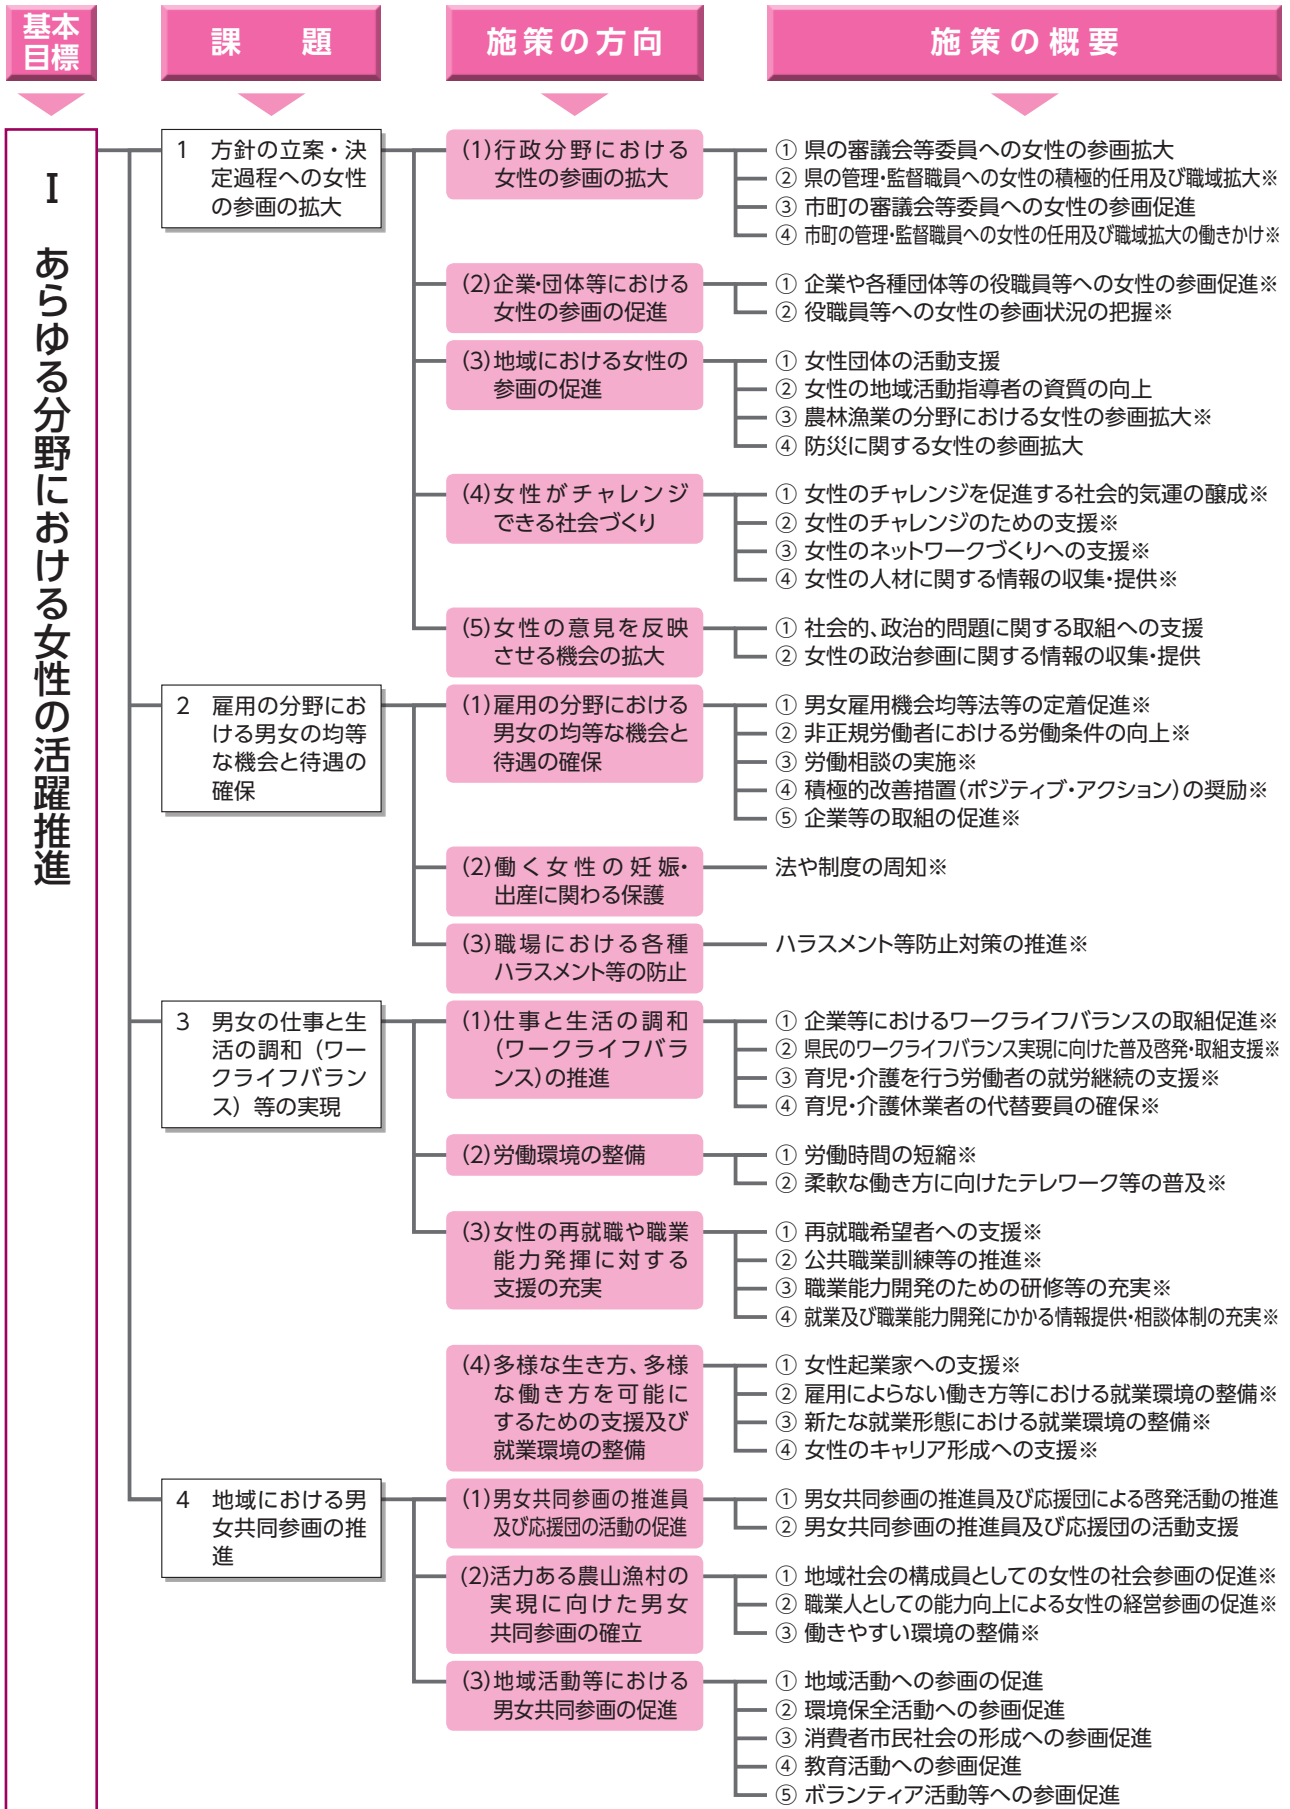 基本
目標
課題
施策の方向
施策の概要
Ⅰ あらゆる分野における女性の活躍推進
1 方針の立案・決
定過程への女性
の参画の拡大
(1)行政分野における
女性の参画の拡大
① 県の審議会等委員への女性の参画拡大
② 県の管理・監督職員への女性の積極的任用及び職域拡大※
③ 市町の審議会等委員への女性の参画促進
④ 市町の管理・監督職員への女性の任用及び職域拡大の働きかけ※
(2)企業・団体等における
女性の参画の促進
① 企業や各種団体等の役職員等への女性の参画促進※
② 役職員等への女性の参画状況の把握※
(3)地域における女性の
参画の促進
① 女性団体の活動支援
② 女性の地域活動指導者の資質の向上
③ 農林漁業の分野における女性の参画拡大※
④ 防災に関する女性の参画拡大
(4)女性がチャレンジ
できる社会づくり
① 女性のチャレンジを促進する社会的気運の醸成※
② 女性のチャレンジのための支援※
③ 女性のネットワークづくりへの支援※
④ 女性の人材に関する情報の収集・提供※
(5)女性の意見を反映
させる機会の拡大
① 社会的、政治的問題に関する取組への支援
② 女性の政治参画に関する情報の収集・提供
2 雇用の分野にお
ける男女の均等
な機会と待遇の
確保
(1)雇用の分野における
男女の均等な機会と
待遇の確保
① 男女雇用機会均等法等の定着促進※
② 非正規労働者における労働条件の向上※
③ 労働相談の実施※
④ 積極的改善措置(ポジティブ・アクション)の奨励※
⑤ 企業等の取組の促進※
(2)働く女性の妊娠・
出産に関わる保護
法や制度の周知※
(3)職場における各種
ハラスメント等の防止
ハラスメント等防止対策の推進※
3 男女の仕事と生
活の調和(ワー
クライフバラン
ス)等の実現
(1)仕事と生活の調和
(ワークライフバラ
ンス)の推進
① 企業等におけるワークライフバランスの取組促進※
② 県民のワークライフバランス実現に向けた普及啓発・取組支援※
③ 育児・介護を行う労働者の就労継続の支援※
④ 育児・介護休業者の代替要員の確保※
(2)労働環境の整備
① 労働時間の短縮※
② 柔軟な働き方に向けたテレワーク等の普及※
(3)女性の再就職や職業
能力発揮に対する
支援の充実
① 再就職希望者への支援※
② 公共職業訓練等の推進※
③ 職業能力開発のための研修等の充実※
④ 就業及び職業能力開発にかかる情報提供・相談体制の充実※
(4)多様な生き方、多様
な働き方を可能に
するための支援及び
就業環境の整備
① 女性起業家への支援※
② 雇用によらない働き方等における就業環境の整備※
③ 新たな就業形態における就業環境の整備※
④ 女性のキャリア形成への支援※
4 地域における男
女共同参画の推
進
(1)男女共同参画の推進員
及び応援団の活動の促進
① 男女共同参画の推進員及び応援団による啓発活動の推進
② 男女共同参画の推進員及び応援団の活動支援
(2)活力ある農山漁村の
実現に向けた男女
共同参画の確立
① 地域社会の構成員としての女性の社会参画の促進※
② 職業人としての能力向上による女性の経営参画の促進※
③ 働きやすい環境の整備※
(3)地域活動等における
男女共同参画の促進
① 地域活動への参画の促進
② 環境保全活動への参画促進
③ 消費者市民社会の形成への参画促進
④ 教育活動への参画促進
⑤ ボランティア活動等への参画促進